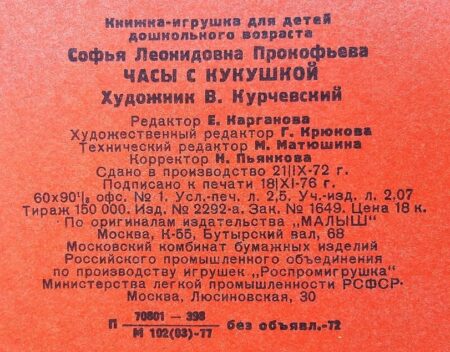 Книжка-игрушка для детей
дошкольного возраста
Софья Леонидовна Прокофьева
ЧАСЫ С КУКУШКОЙ
Художник В. Курчевский
Редактор Е. Карганова
Художественный редактор Г. Крюкова
Технический редактор М. Матюшина
Корректор Н. Пьянкова
Сдано в производство 21/IX-72 г.
Подписано к печати 18/XI-76 г.
60х90¹/₈ офс. № 1. Усл.-печ. л. 2,5. Уч.-изд. л. 2,07
Тираж 150 000. Изд. № 2292-а. Зак. № 1649. Цена 18 к.
По оригиналам издательства „МАЛЫШ"
Москва, К-55, Бутырский вал, 68
Московский комбинат бумажных изделий
Российского промышленного объединения
по производству игрушек „Роспромигрушка"
Министерства легкой промышленности РСФСР
Москва, Люсиновская, 30
70801 — 398
П без объявл.-72
М 102(03)-77